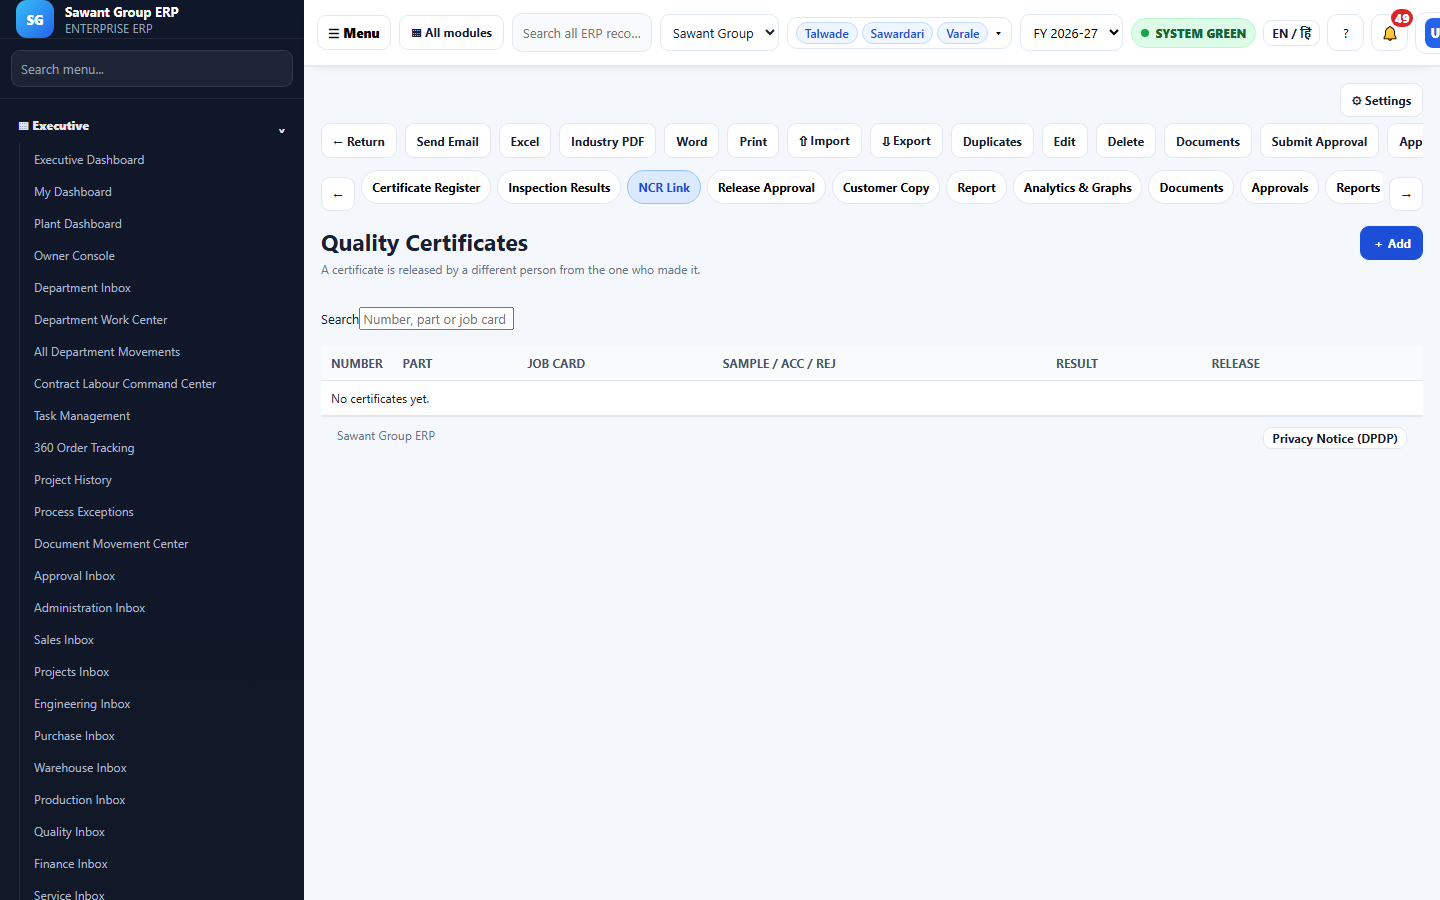 SG
Sawant Group ERP
ENTERPRISE ERP
Search menu...
Executive
Executive Dashboard
My Dashboard
Plant Dashboard
Owner Console
Department Inbox
Department Work Center
All Department Movements
Contract Labour Command Center
Task Management
360 Order Tracking
Project History
Process Exceptions
Document Movement Center
Approval Inbox
Administration Inbox
Sales Inbox
Projects Inbox
Engineering Inbox
Purchase Inbox
Warehouse Inbox
Production Inbox
Quality Inbox
Finance Inbox
Service Inbox
☰ Menu
All modules
Search all ERP reco...
Sawant Group
Talwade Sawardari Varale
FY 2026-27
SYSTEM GREEN
EN / हिं
?
49
U
⚙ Settings
← Return Send Email Excel Industry PDF Word Print ⇧ Import ⇩ Export Duplicates Edit Delete Documents Submit Approval App
← Certificate Register Inspection Results NCR Link Release Approval Customer Copy Report Analytics & Graphs Documents Approvals Reports →
Quality Certificates
+ Add
A certificate is released by a different person from the one who made it.
Search Number, part or job card
NUMBER PART JOB CARD SAMPLE / ACC / REJ RESULT RELEASE
No certificates yet.
Sawant Group ERP
Privacy Notice (DPDP)